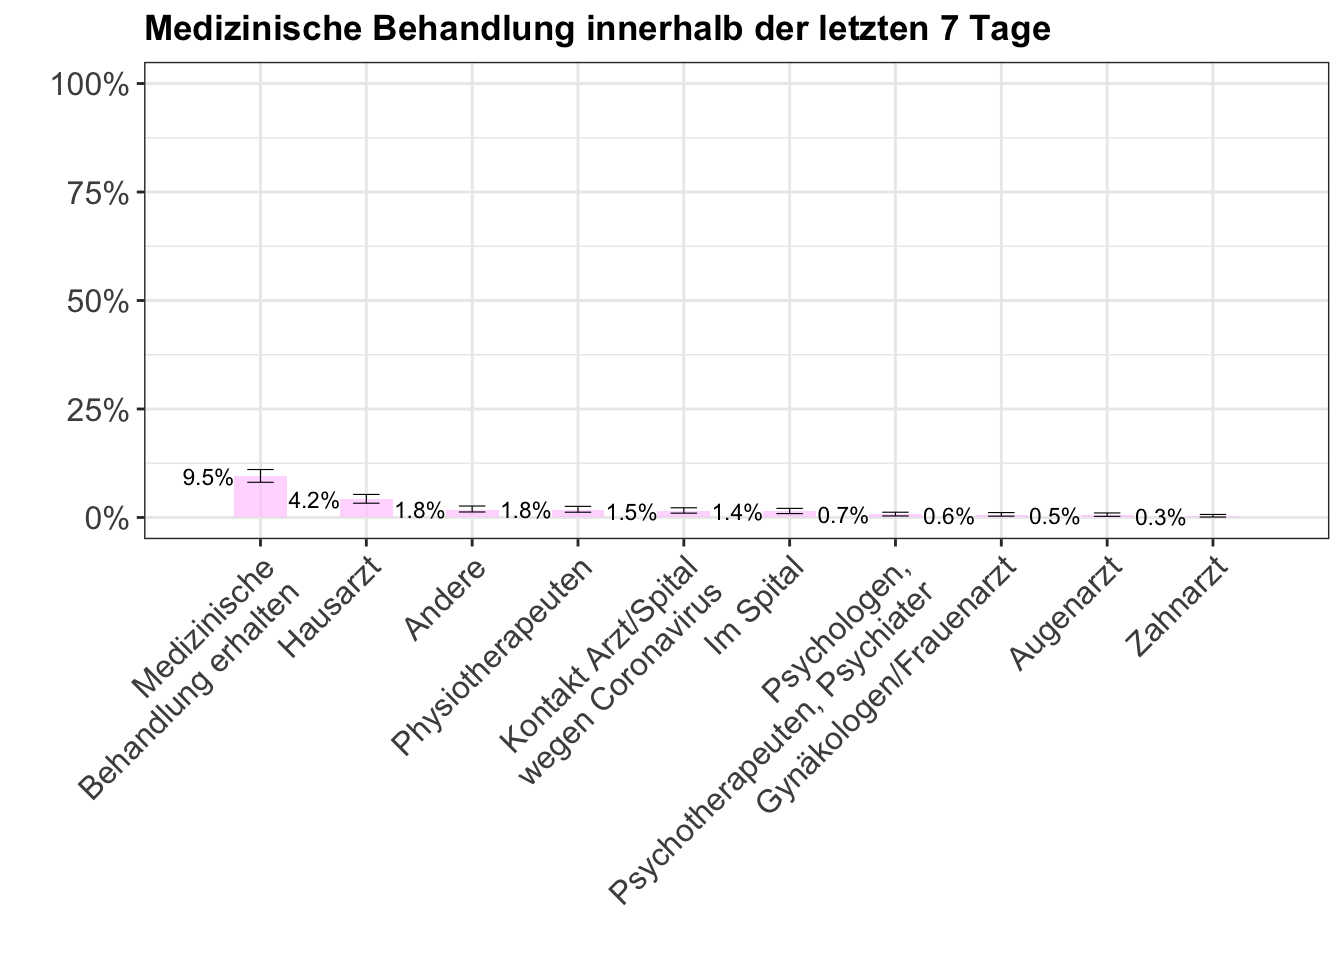 Medizinische Behandlung innerhalb der letzten 7 Tage
100%
75%
50%
25%
0%
9.5%
4.2%
1.8%
1.8%
1.5%
1.4%
0.7%
0.6%
0.5%
0.3%
Medizinische
Behandlung erhalten
Hausarzt
Andere
Physiotherapeuten
Kontakt Arzt/Spital
wegen Coronavirus
Im Spital
Psychologen,
Psychotherapeuten, Psychiater
Gynäkologen/Frauenarzt
Augenarzt
Zahnarzt